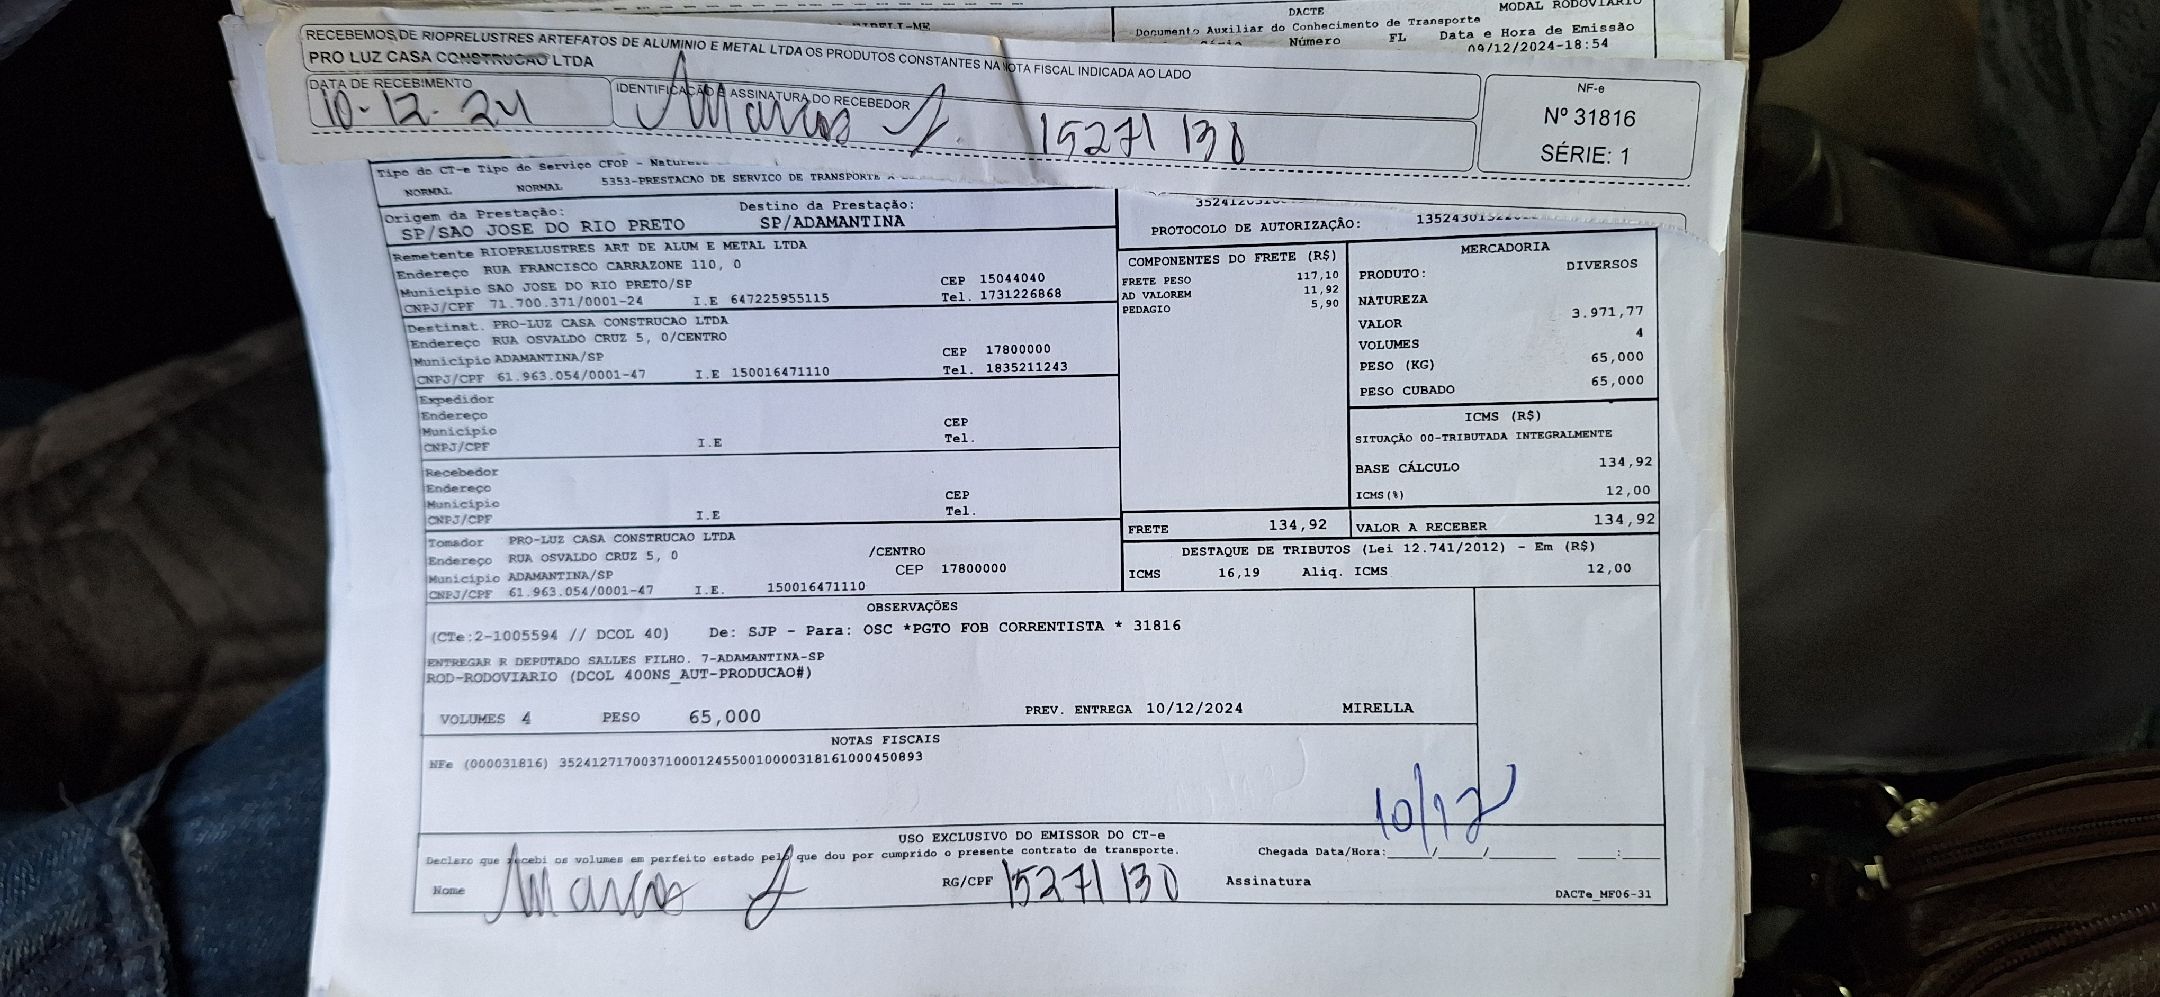 DACTE
MODAL RODOVIÁRIO
Documento Auxiliar do Conhecimento de Transporte
Número FL Data e Hora de Emissão
09/12/2024-18:54
RECEBEMOS DE RIOPRELUSTRES ARTEFATOS DE ALUMINIO E METAL LTDA OS PRODUTOS CONSTANTES NA NOTA FISCAL INDICADA AO LADO
PRO LUZ CASA CONSTRUCAO LTDA
DATA DE RECEBIMENTO
10-12-24
IDENTIFICAÇÃO E ASSINATURA DO RECEBEDOR
Marcos 15271130
NF-e
Nº 31816
SÉRIE: 1
Tipo do CT-e Tipo do Serviço CFOP -
NORMAL NORMAL 5353-PRESTACAO DE SERVICO DE TRANSPORTE A
Origem da Prestação: Destino da Prestação:
SP/SAO JOSE DO RIO PRETO SP/ADAMANTINA
PROTOCOLO DE AUTORIZAÇÃO:
Remetente RIOPRELUSTRES ART DE ALUM E METAL LTDA
Endereço RUA FRANCISCO CARRAZONE 110, 0
Município SAO JOSE DO RIO PRETO/SP CEP 15044040
CNPJ/CPF 71.700.371/0001-24 I.E 647225955115 Tel. 1731226868
Destinat. PRO-LUZ CASA CONSTRUCAO LTDA
Endereço RUA OSVALDO CRUZ 5, 0/CENTRO
Município ADAMANTINA/SP CEP 17800000
CNPJ/CPF 61.963.054/0001-47 I.E 150016471110 Tel. 1835211243
Expedidor
Endereço
Município CEP
CNPJ/CPF I.E Tel.
Recebedor
Endereço
Município CEP
CNPJ/CPF I.E Tel.
Tomador PRO-LUZ CASA CONSTRUCAO LTDA
Endereço RUA OSVALDO CRUZ 5, 0 /CENTRO
Município ADAMANTINA/SP CEP 17800000
CNPJ/CPF 61.963.054/0001-47 I.E. 150016471110
COMPONENTES DO FRETE (R$)
FRETE PESO 117,10
AD VALOREM 11,92
PEDAGIO 5,90
MERCADORIA
PRODUTO: DIVERSOS
NATUREZA
VALOR 3.971,77
VOLUMES 4
PESO (KG) 65,000
PESO CUBADO 65,000
ICMS (R$)
SITUAÇÃO 00-TRIBUTADA INTEGRALMENTE
BASE CÁLCULO 134,92
ICMS(%) 12,00
FRETE 134,92 VALOR A RECEBER 134,92
DESTAQUE DE TRIBUTOS (Lei 12.741/2012) - Em (R$)
ICMS 16,19 Aliq. ICMS 12,00
OBSERVAÇÕES
(CTe:2-1005594 // DCOL 40) De: SJP - Para: OSC *PGTO FOB CORRENTISTA * 31816
ENTREGAR R DEPUTADO SALLES FILHO. 7-ADAMANTINA-SP
ROD-RODOVIARIO (DCOL 400NS_AUT-PRODUCAO#)
VOLUMES 4 PESO 65,000 PREV. ENTREGA 10/12/2024 MIRELLA
NOTAS FISCAIS
NFe (000031816) 35241271700371000124550010000318161000450893
10/12
USO EXCLUSIVO DO EMISSOR DO CT-e
Declaro que recebi os volumes em perfeito estado pelo que dou por cumprido o presente contrato de transporte. Chegada Data/Hora:____/_____/_________ ____:____
Nome Marcos RG/CPF 15271130 Assinatura
DACTe_MF06-31